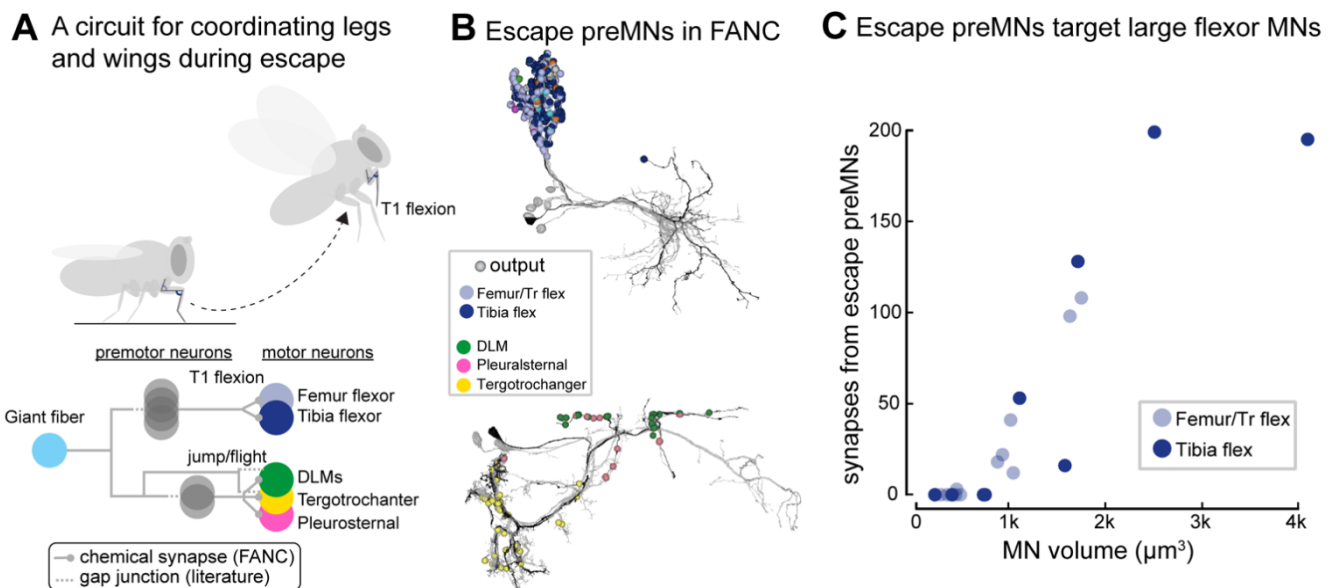 A A circuit for coordinating legs
and wings during escape
T1 flexion
premotor neurons motor neurons
T1 flexion
Femur flexor
Tibia flexor
Giant fiber
jump/flight
DLMs
Tergotrochanter
Pleurosternal
chemical synapse (FANC)
gap junction (literature)
B Escape preMNs in FANC
output
Femur/Tr flex
Tibia flex
DLM
Pleuralsternal
Tergotrochanger
C Escape preMNs target large flexor MNs
synapses from escape preMNs
200
150
100
50
0
0 1k 2k 3k 4k
MN volume (µm³)
Femur/Tr flex
Tibia flex